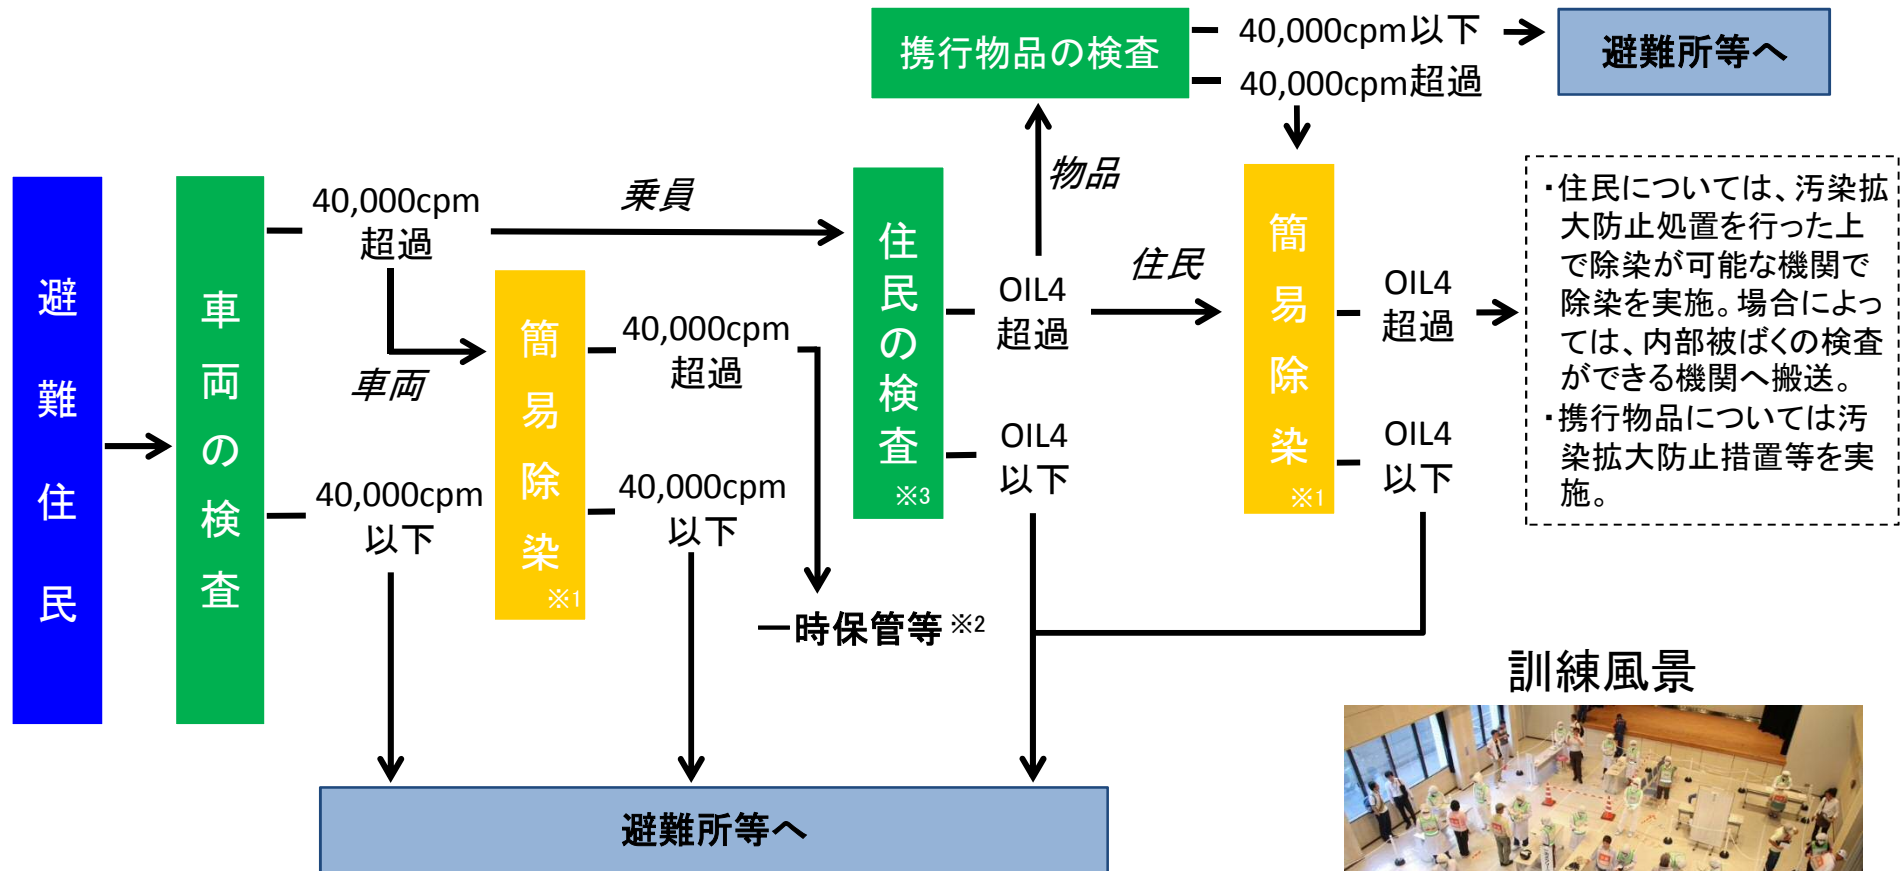 避難住民
車両の検査
40,000cpm
超過
乗員
車両
40,000cpm
以下
簡易除染
※1
40,000cpm
超過
40,000cpm
以下
一時保管等※2
住民の検査
※3
物品
携行物品の検査
40,000cpm以下
40,000cpm超過
避難所等へ
OIL4
超過
住民
OIL4
以下
簡易除染
※1
OIL4
超過
OIL4
以下
・住民については、汚染拡
大防止処置を行った上
で除染が可能な機関で
除染を実施。場合によっ
ては、内部被ばくの検査
ができる機関へ搬送。
・携行物品については汚
染拡大防止措置等を実
施。
避難所等へ
訓練風景